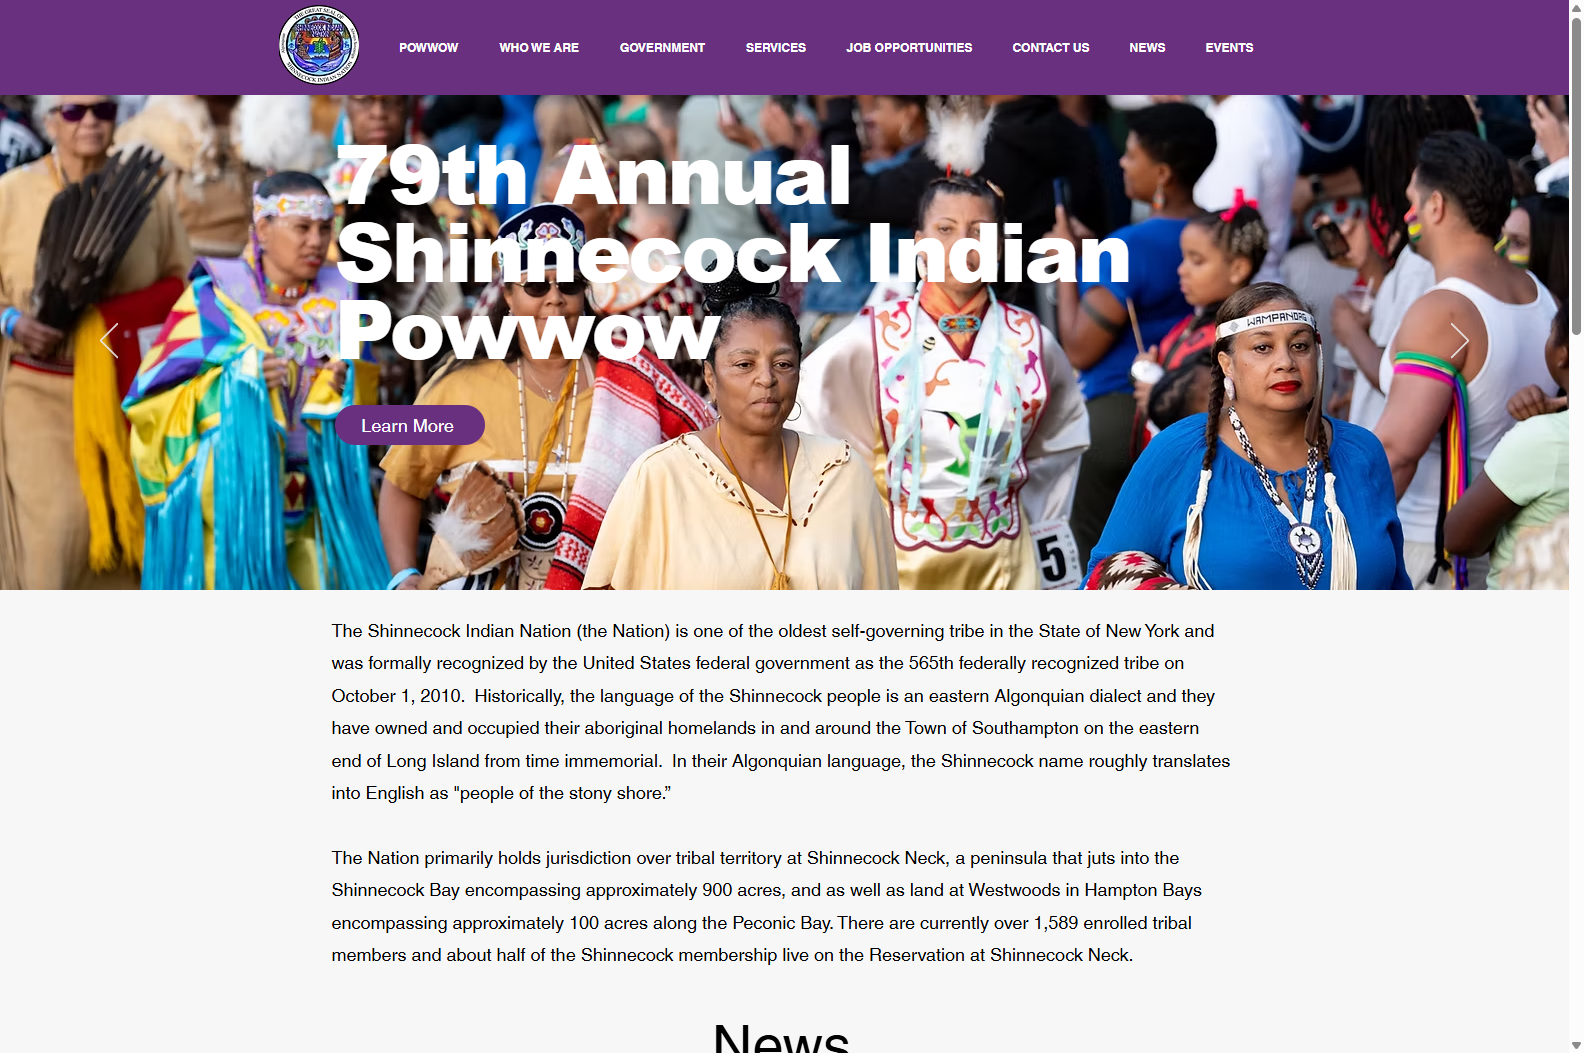 THE GREAT SEAL OF
SHINNECOCK INDIAN NATION
POWWOW
WHO WE ARE
GOVERNMENT
SERVICES
JOB OPPORTUNITIES
CONTACT US
NEWS
EVENTS
79th Annual
Shinnecock Indian
Powwow
Learn More
WAMPANOAG
5
The Shinnecock Indian Nation (the Nation) is one of the oldest self-governing tribe in the State of New York and
was formally recognized by the United States federal government as the 565th federally recognized tribe on
October 1, 2010.  Historically, the language of the Shinnecock people is an eastern Algonquian dialect and they
have owned and occupied their aboriginal homelands in and around the Town of Southampton on the eastern
end of Long Island from time immemorial.  In their Algonquian language, the Shinnecock name roughly translates
into English as "people of the stony shore.”
The Nation primarily holds jurisdiction over tribal territory at Shinnecock Neck, a peninsula that juts into the
Shinnecock Bay encompassing approximately 900 acres, and as well as land at Westwoods in Hampton Bays
encompassing approximately 100 acres along the Peconic Bay. There are currently over 1,589 enrolled tribal
members and about half of the Shinnecock membership live on the Reservation at Shinnecock Neck.
News